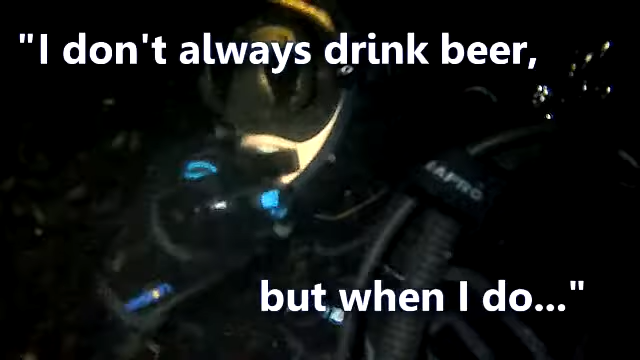 "I don't always drink beer,
but when I do..."